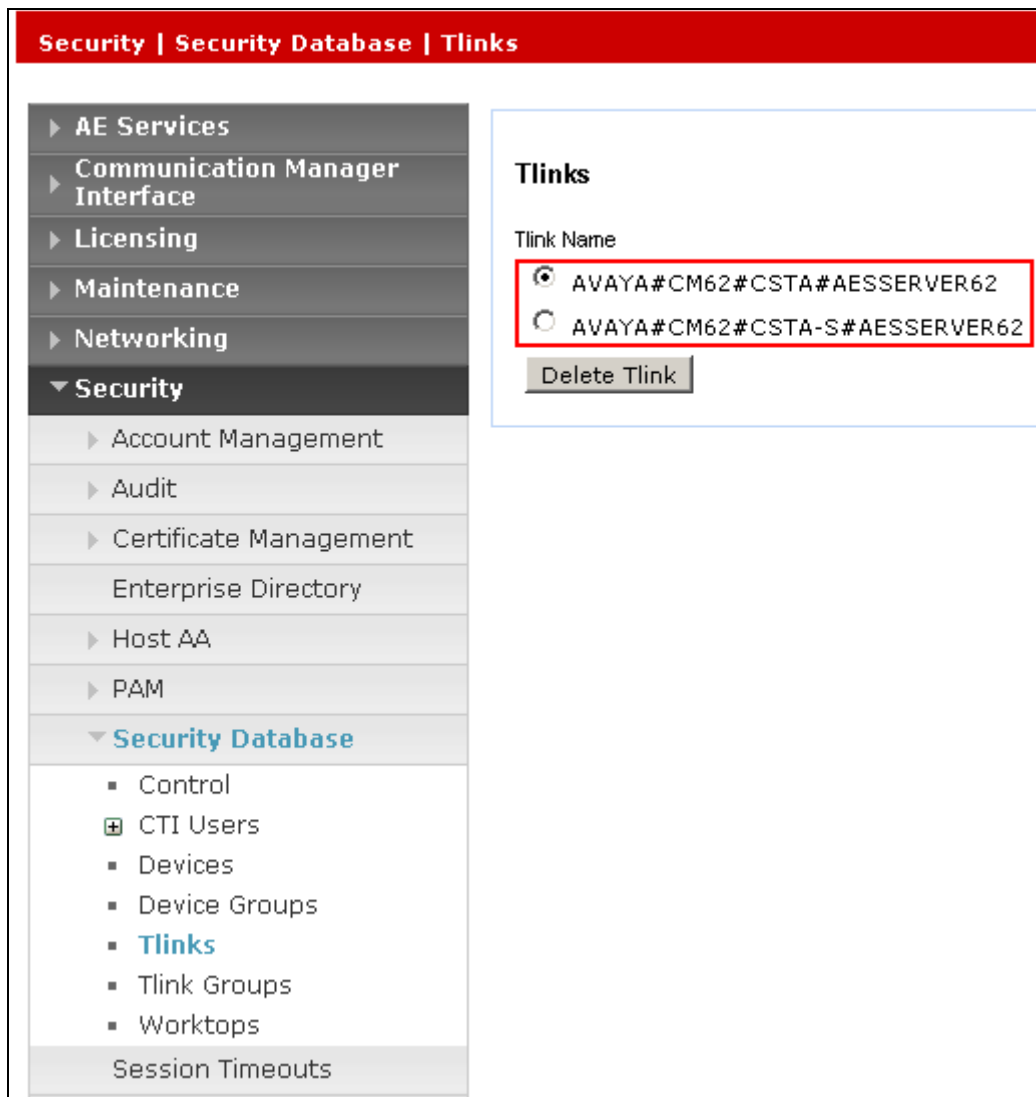 Security | Security Database | Tlinks
AE Services
Communication Manager
Interface
Licensing
Maintenance
Networking
Security
Account Management
Audit
Certificate Management
Enterprise Directory
Host AA
PAM
Security Database
Control
CTI Users
Devices
Device Groups
Tlinks
Tlink Groups
Worktops
Session Timeouts
Tlinks
Tlink Name
AVAYA#CM62#CSTA#AESSERVER62
AVAYA#CM62#CSTA-S#AESSERVER62
Delete Tlink